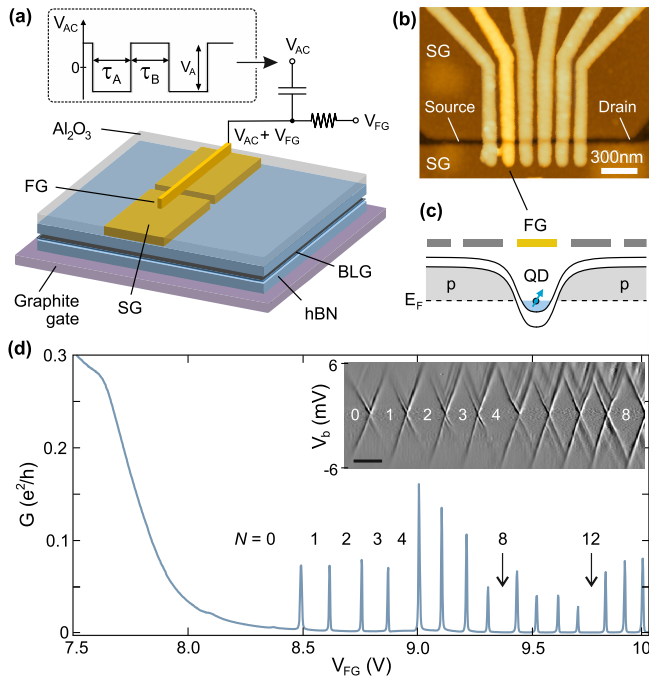 (a)
V_AC
0
τ_A
τ_B
V_A
V_AC
V_AC + V_FG
V_FG
Al₂O₃
FG
SG
Graphite
gate
BLG
hBN
(b)
SG
Source
Drain
SG
300nm
FG
(c)
QD
p
p
E_F
(d)
G (e²/h)
0.3
0.2
0.1
0
7.5
8.0
8.5
9.0
9.5
10
V_FG (V)
N = 0 1 2 3 4 8 12
V_b (mV)
6
-6
0 1 2 3 4 8